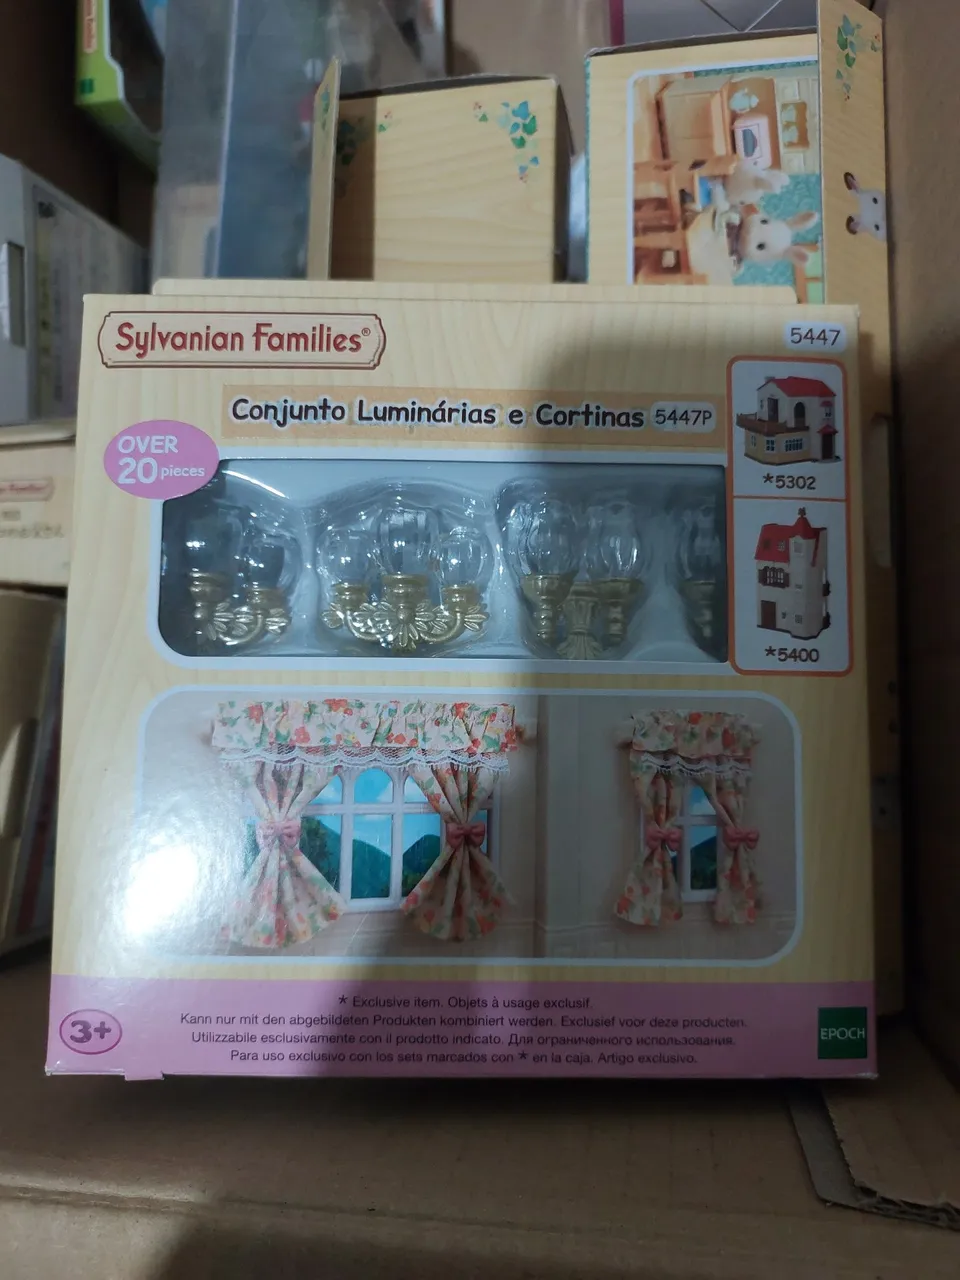 Sylvanian Families®
5447
Conjunto Luminárias e Cortinas 5447P
OVER
20 pieces
*5302
*5400
* Exclusive item. Objets à usage exclusif.
Kann nur mit den abgebildeten Produkten kombiniert werden. Exclusief voor deze producten.
Utilizzabile esclusivamente con il prodotto indicato. Для ограниченного использования.
Para uso exclusivo con los sets marcados con * en la caja. Artigo exclusivo.
3+
EPOCH